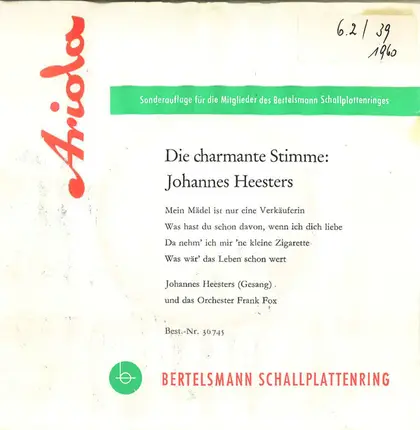 6.2/39
1960
Ariola
Sonderauflage für die Mitglieder des Bertelsmann Schallplattenringes
Die charmante Stimme:
Johannes Heesters
Mein Mädel ist nur eine Verkäuferin
Was hast du schon davon, wenn ich dich liebe
Da nehm' ich mir 'ne kleine Zigarette
Was wär' das Leben schon wert
Johannes Heesters (Gesang)
und das Orchester Frank Fox
Best.-Nr. 36745
b
BERTELSMANN SCHALLPLATTENRING